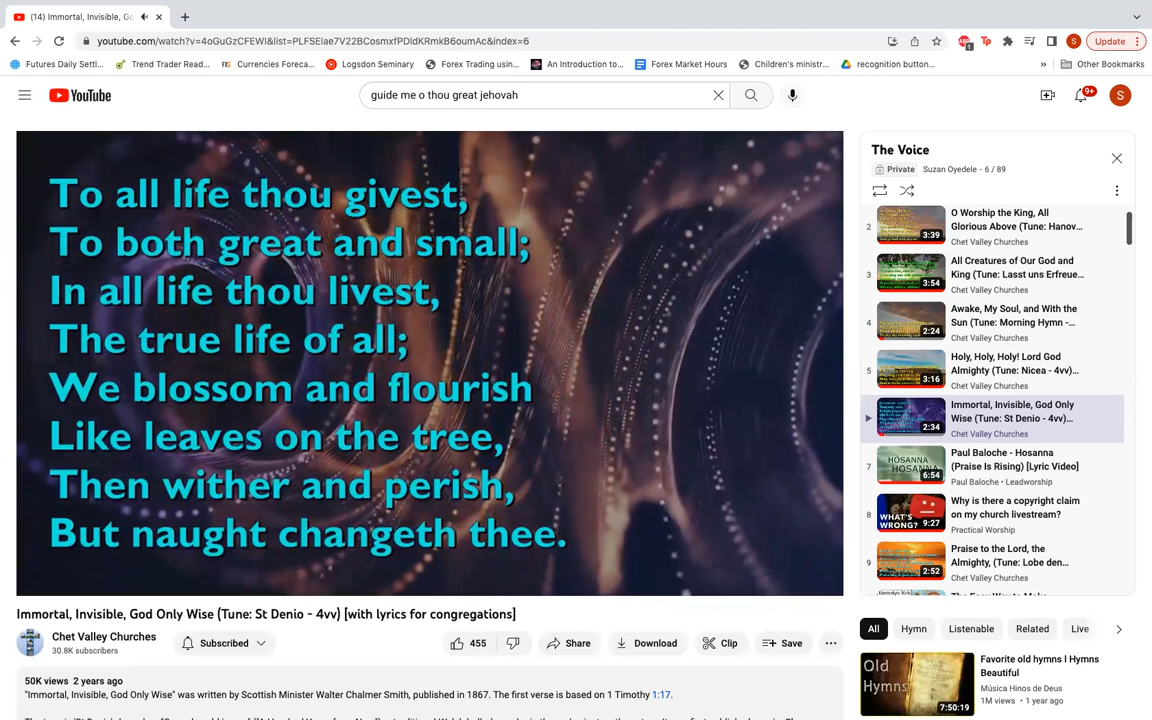 (14) Immortal, Invisible, Go
youtube.com/watch?v=4oGuGzCFEWI&list=PLFSElae7V22BCosmxfPDldKRmkB6oumAc&index=6
ABP 1
S
Update
Futures Daily Settl... Trend Trader Read... Currencies Foreca... Logsdon Seminary Forex Trading usin... An Introduction to... Forex Market Hours Children's ministr... recognition button... » Other Bookmarks
YouTube
guide me o thou great jehovah
9+
S
To all life thou givest,
To both great and small;
In all life thou livest,
The true life of all;
We blossom and flourish
Like leaves on the tree,
Then wither and perish,
But naught changeth thee.
Immortal, Invisible, God Only Wise (Tune: St Denio - 4vv) [with lyrics for congregations]
Chet Valley Churches
30.8K subscribers
Subscribed
455
Share
Download
Clip
Save
50K views 2 years ago
"Immortal, Invisible, God Only Wise" was written by Scottish Minister Walter Chalmer Smith, published in 1867. The first verse is based on 1 Timothy 1:17.
The Voice
Private Suzan Oyedele - 6 / 89
2
3:39
O Worship the King, All
Glorious Above (Tune: Hanov...
Chet Valley Churches
3
3:54
All Creatures of Our God and
King (Tune: Lasst uns Erfreue...
Chet Valley Churches
4
2:24
Awake, My Soul, and With the
Sun (Tune: Morning Hymn -...
Chet Valley Churches
5
3:16
Holy, Holy, Holy! Lord God
Almighty (Tune: Nicea - 4vv)...
Chet Valley Churches
2:34
Immortal, Invisible, God Only
Wise (Tune: St Denio - 4vv)...
Chet Valley Churches
7
HOSANNA
HOSANNA
6:54
Paul Baloche - Hosanna
(Praise Is Rising) [Lyric Video]
Paul Baloche • Leadworship
8
WHAT'S
WRONG?
9:27
Why is there a copyright claim
on my church livestream?
Practical Worship
9
2:52
Praise to the Lord, the
Almighty, (Tune: Lobe den...
Chet Valley Churches
All Hymn Listenable Related Live
Old
Hymns
7:50:19
Favorite old hymns l Hymns
Beautiful
Música Hinos de Deus
1M views • 1 year ago